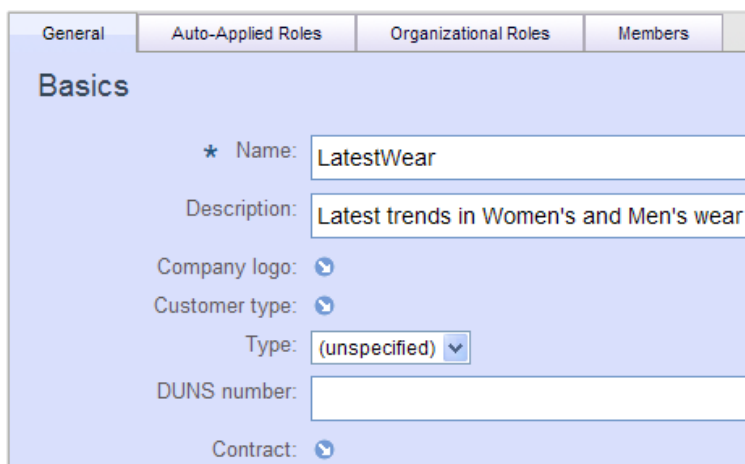 General Auto-Applied Roles Organizational Roles Members
Basics
* Name: LatestWear
Description: Latest trends in Women's and Men's wear
Company logo:
Customer type:
Type: (unspecified)
DUNS number:
Contract: